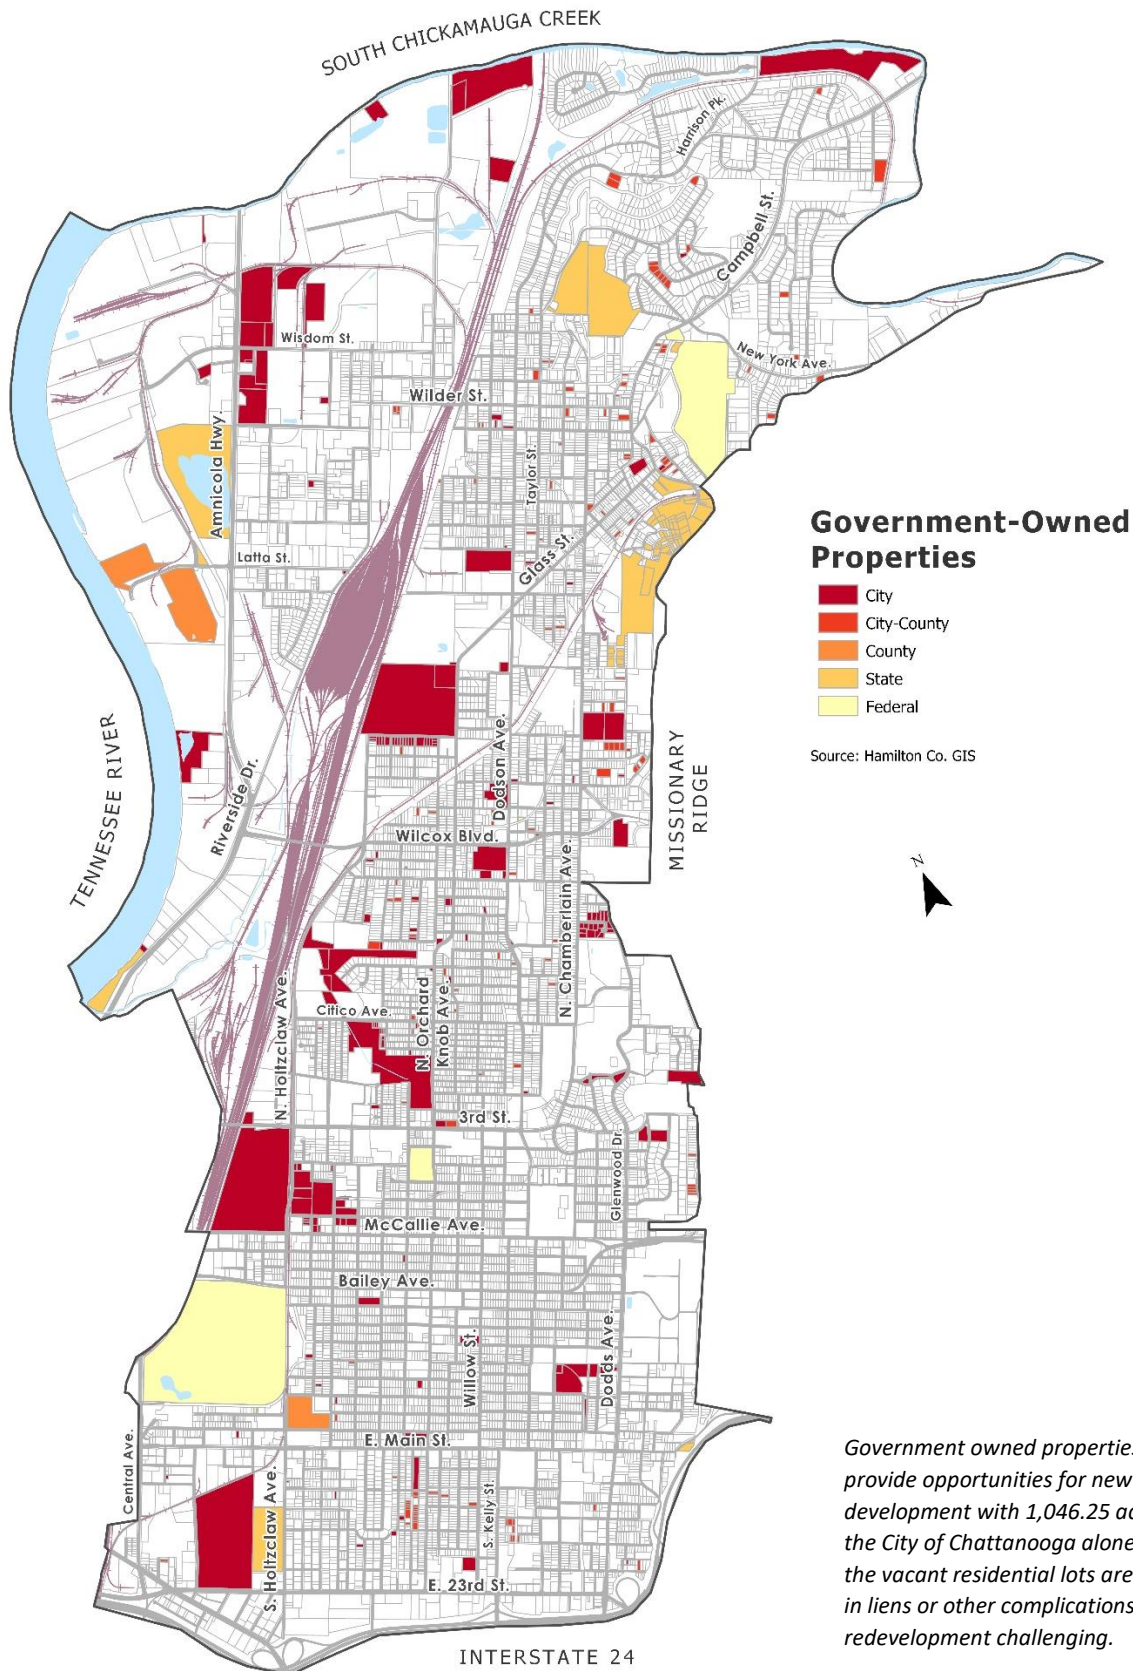 SOUTH CHICKAMAUGA CREEK
Harrison Pk.
Campbell St.
Wisdom St.
New York Ave.
Wilder St.
Amnicola Hwy.
Taylor St.
Government-Owned
Properties
Glass St.
Latta St.
City
City-County
County
State
Federal
Source: Hamilton Co. GIS
TENNESSEE RIVER
Riverside Dr.
Dodson Ave.
MISSIONARY
RIDGE
Wilcox Blvd.
N. Chamberlain Ave.
N
N. Holtzclaw Ave.
Citico Ave.
N. Orchard
Knob Ave.
3rd St.
Glenwood Dr.
McCallie Ave.
Bailey Ave.
Willow St.
Dodds Ave.
E. Main St.
Central Ave.
S. Holtzclaw Ave.
S. Kelly St.
E. 23rd St.
INTERSTATE 24
Government owned propertie
provide opportunities for new
development with 1,046.25 ac
the City of Chattanooga alone
the vacant residential lots are
in liens or other complications
redevelopment challenging.